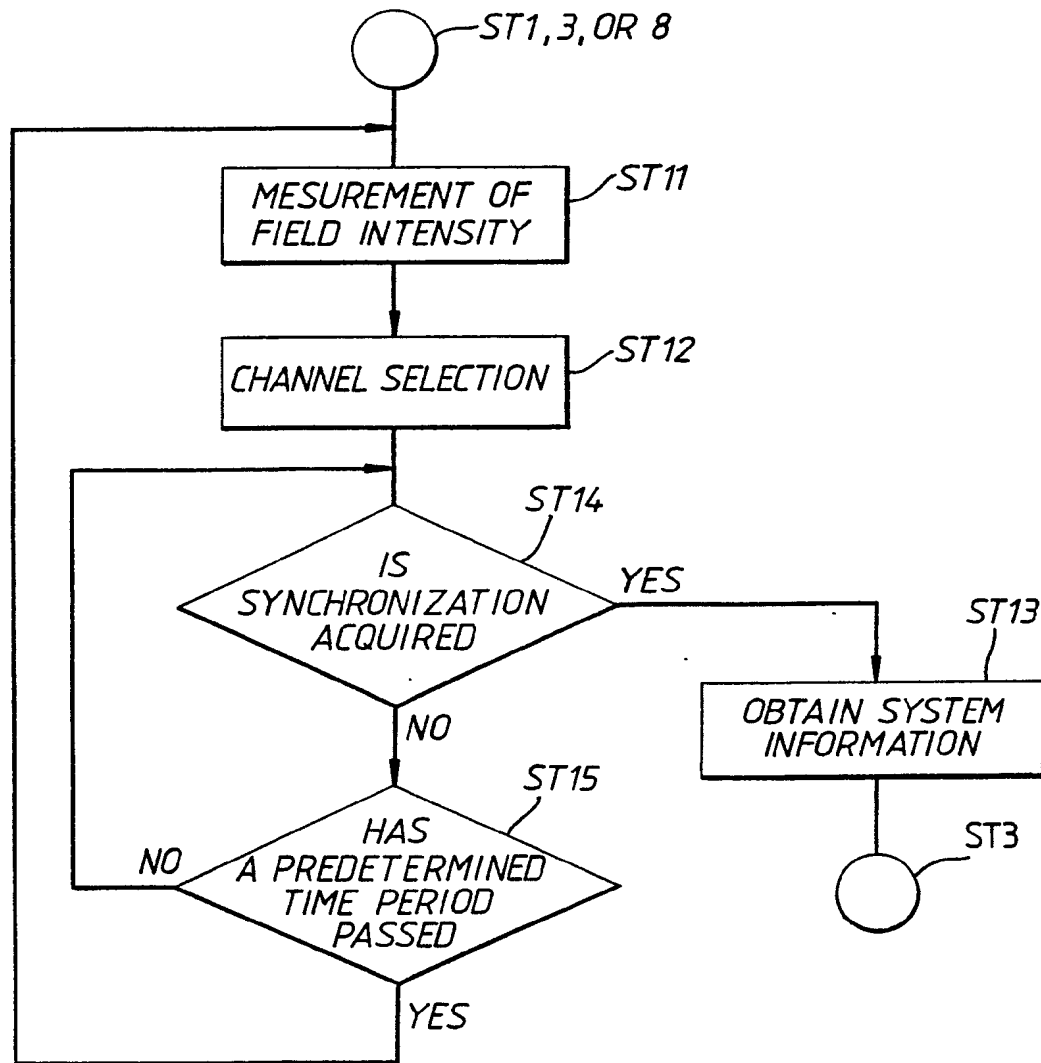 ST1, 3, OR 8
MESUREMENT OF
FIELD INTENSITY
ST11
CHANNEL SELECTION
ST12
ST14
IS
SYNCHRONIZATION
ACQUIRED
YES
NO
ST13
OBTAIN SYSTEM
INFORMATION
ST15
HAS
A PREDETERMINED
TIME PERIOD
PASSED
NO
YES
ST3